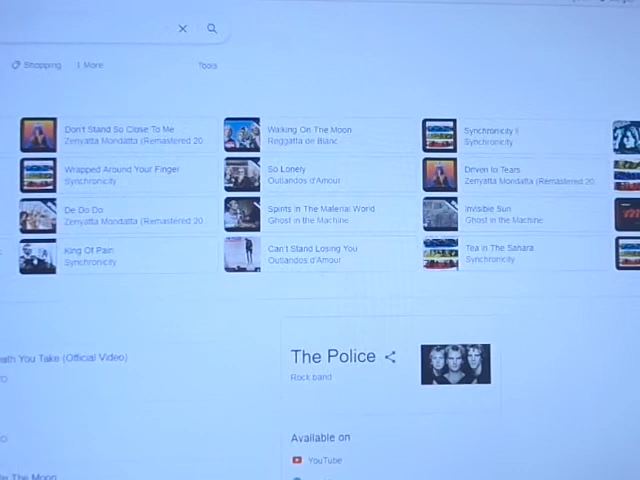 Shopping
More
Tools
Don't Stand So Close To Me
Zenyatta Mondatta (Remastered 20
Walking On The Moon
Reggatta de Blanc
Synchronicity II
Synchronicity
Wrapped Around Your Finger
Synchronicity
So Lonely
Outlandos d'Amour
Driven to Tears
Zenyatta Mondatta (Remastered 20
De Do Do
Zenyatta Mondatta (Remastered 20
Spirits In The Material World
Ghost in the Machine
Invisible Sun
Ghost in the Machine
King Of Pain
Synchronicity
Can't Stand Losing You
Outlandos d'Amour
Tea In The Sahara
Synchronicity
You Take (Official Video)
The Police
Rock band
Available on
YouTube
The Moon